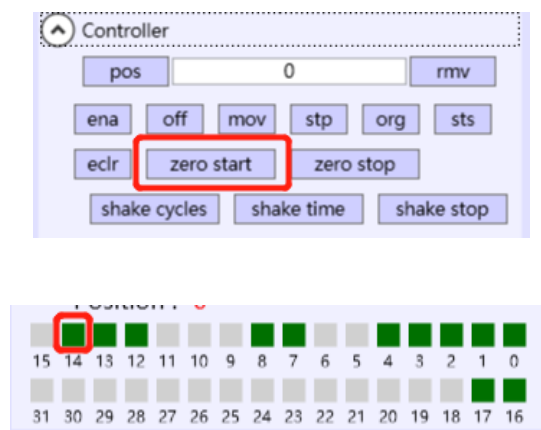 Controller
pos 0 rmv
ena off mov stp org sts
eclr zero start zero stop
shake cycles shake time shake stop
Position : 0
15 14 13 12 11 10 9 8 7 6 5 4 3 2 1 0
31 30 29 28 27 26 25 24 23 22 21 20 19 18 17 16